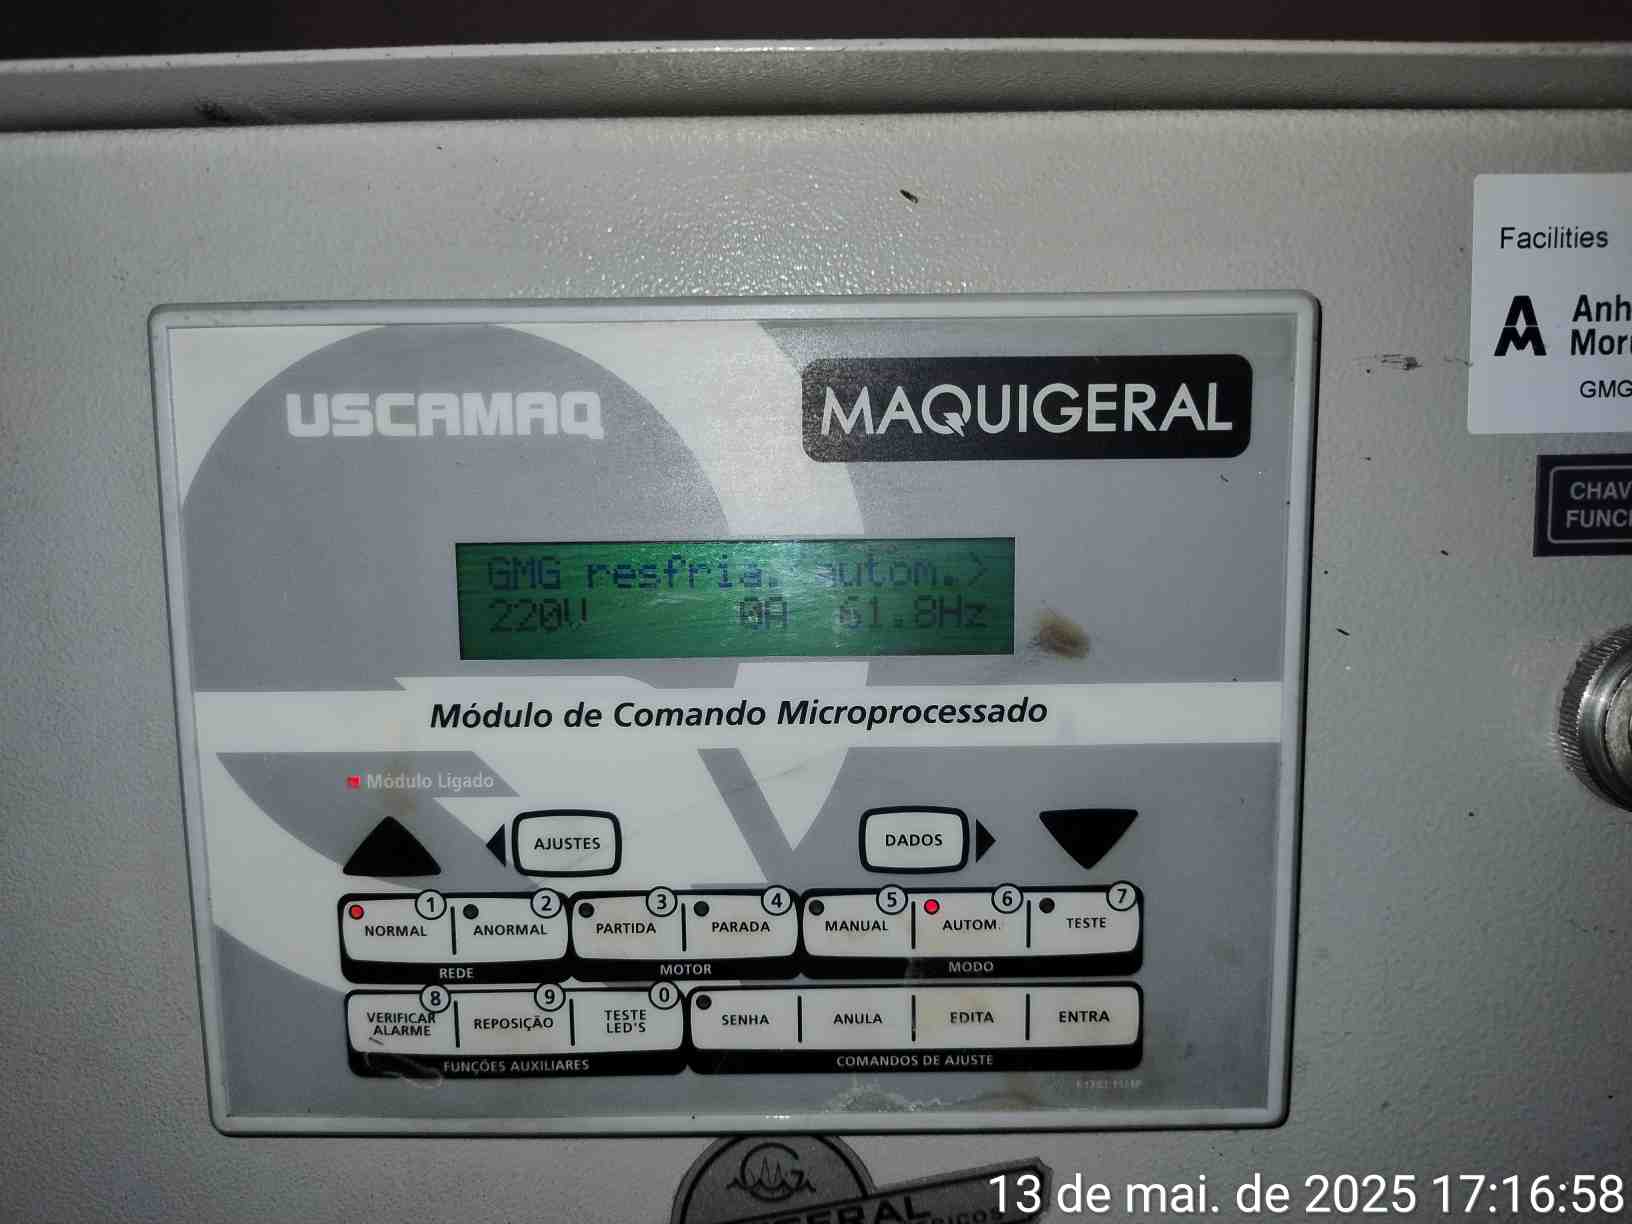 Facilities
Anh
Mor
GMG
USCAMAQ
MAQUIGERAL
CHAV
FUNC
GMG resfria. autom.>
220V 0A 61.8Hz
Módulo de Comando Microprocessado
Módulo Ligado
AJUSTES
DADOS
1 2 3 4 5 6 7
NORMAL ANORMAL PARTIDA PARADA MANUAL AUTOM. TESTE
REDE MOTOR MODO
8 9 0
VERIFICAR ALARME REPOSIÇÃO TESTE LED'S SENHA ANULA EDITA ENTRA
FUNÇÕES AUXILIARES COMANDOS DE AJUSTE
13 de mai. de 2025 17:16:58